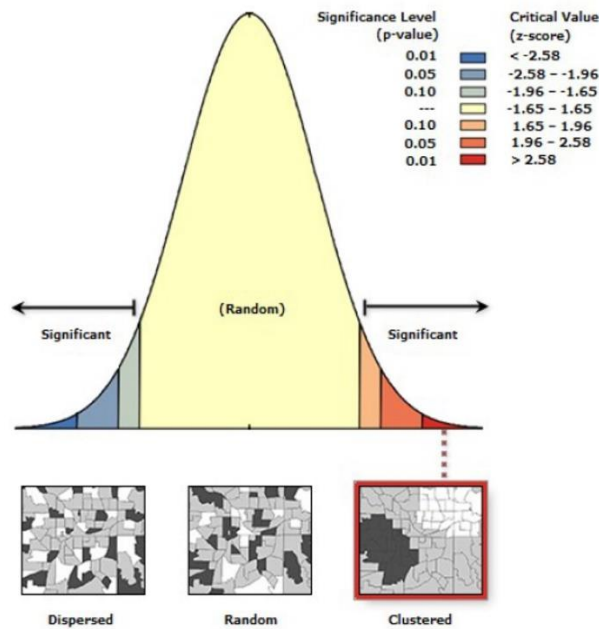 Significance Level (p-value) Critical Value (z-score)
0.01 < -2.58
0.05 -2.58 – -1.96
0.10 -1.96 – -1.65
--- -1.65 – 1.65
0.10 1.65 – 1.96
0.05 1.96 – 2.58
0.01 > 2.58
(Random)
Significant Significant
Dispersed Random Clustered